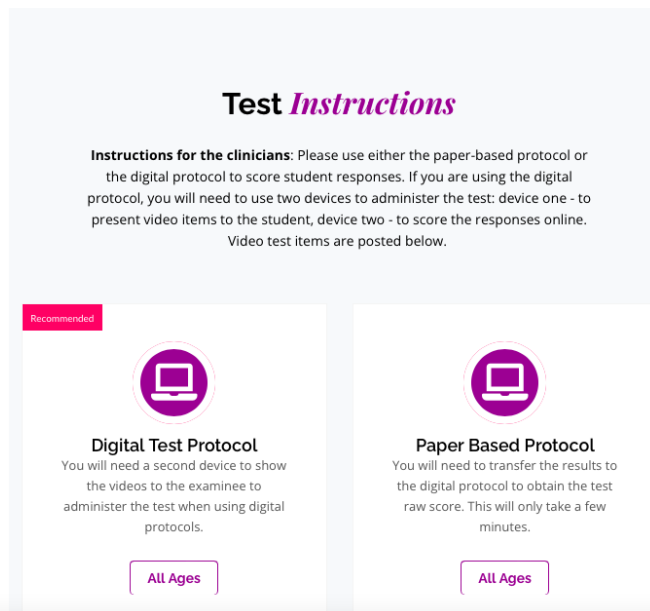 Test Instructions
Instructions for the clinicians: Please use either the paper-based protocol or
the digital protocol to score student responses. If you are using the digital
protocol, you will need to use two devices to administer the test: device one - to
present video items to the student, device two - to score the responses online.
Video test items are posted below.
Recommended
Digital Test Protocol
You will need a second device to show
the videos to the examinee to
administer the test when using digital
protocols.
All Ages
Paper Based Protocol
You will need to transfer the results to
the digital protocol to obtain the test
raw score. This will only take a few
minutes.
All Ages